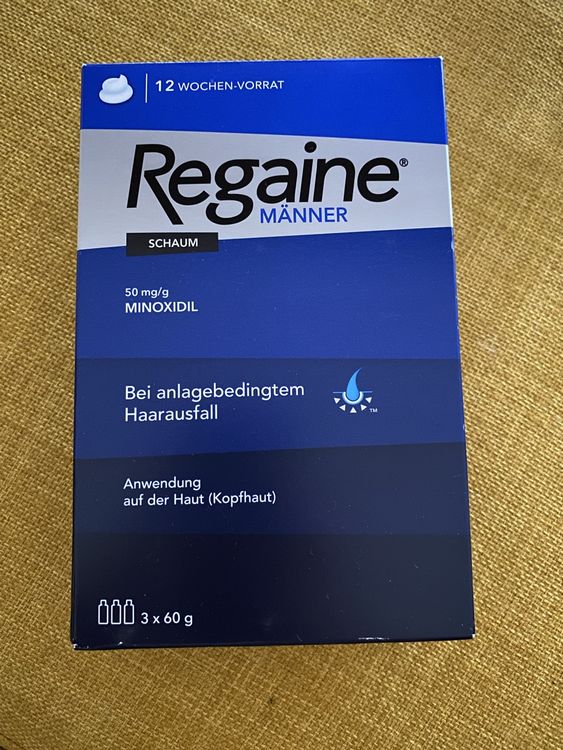 12 WOCHEN-VORRAT
Regaine®
MÄNNER
SCHAUM
50 mg/g
MINOXIDIL
Bei anlagebedingtem
Haarausfall
TM
Anwendung
auf der Haut (Kopfhaut)
3 x 60 g